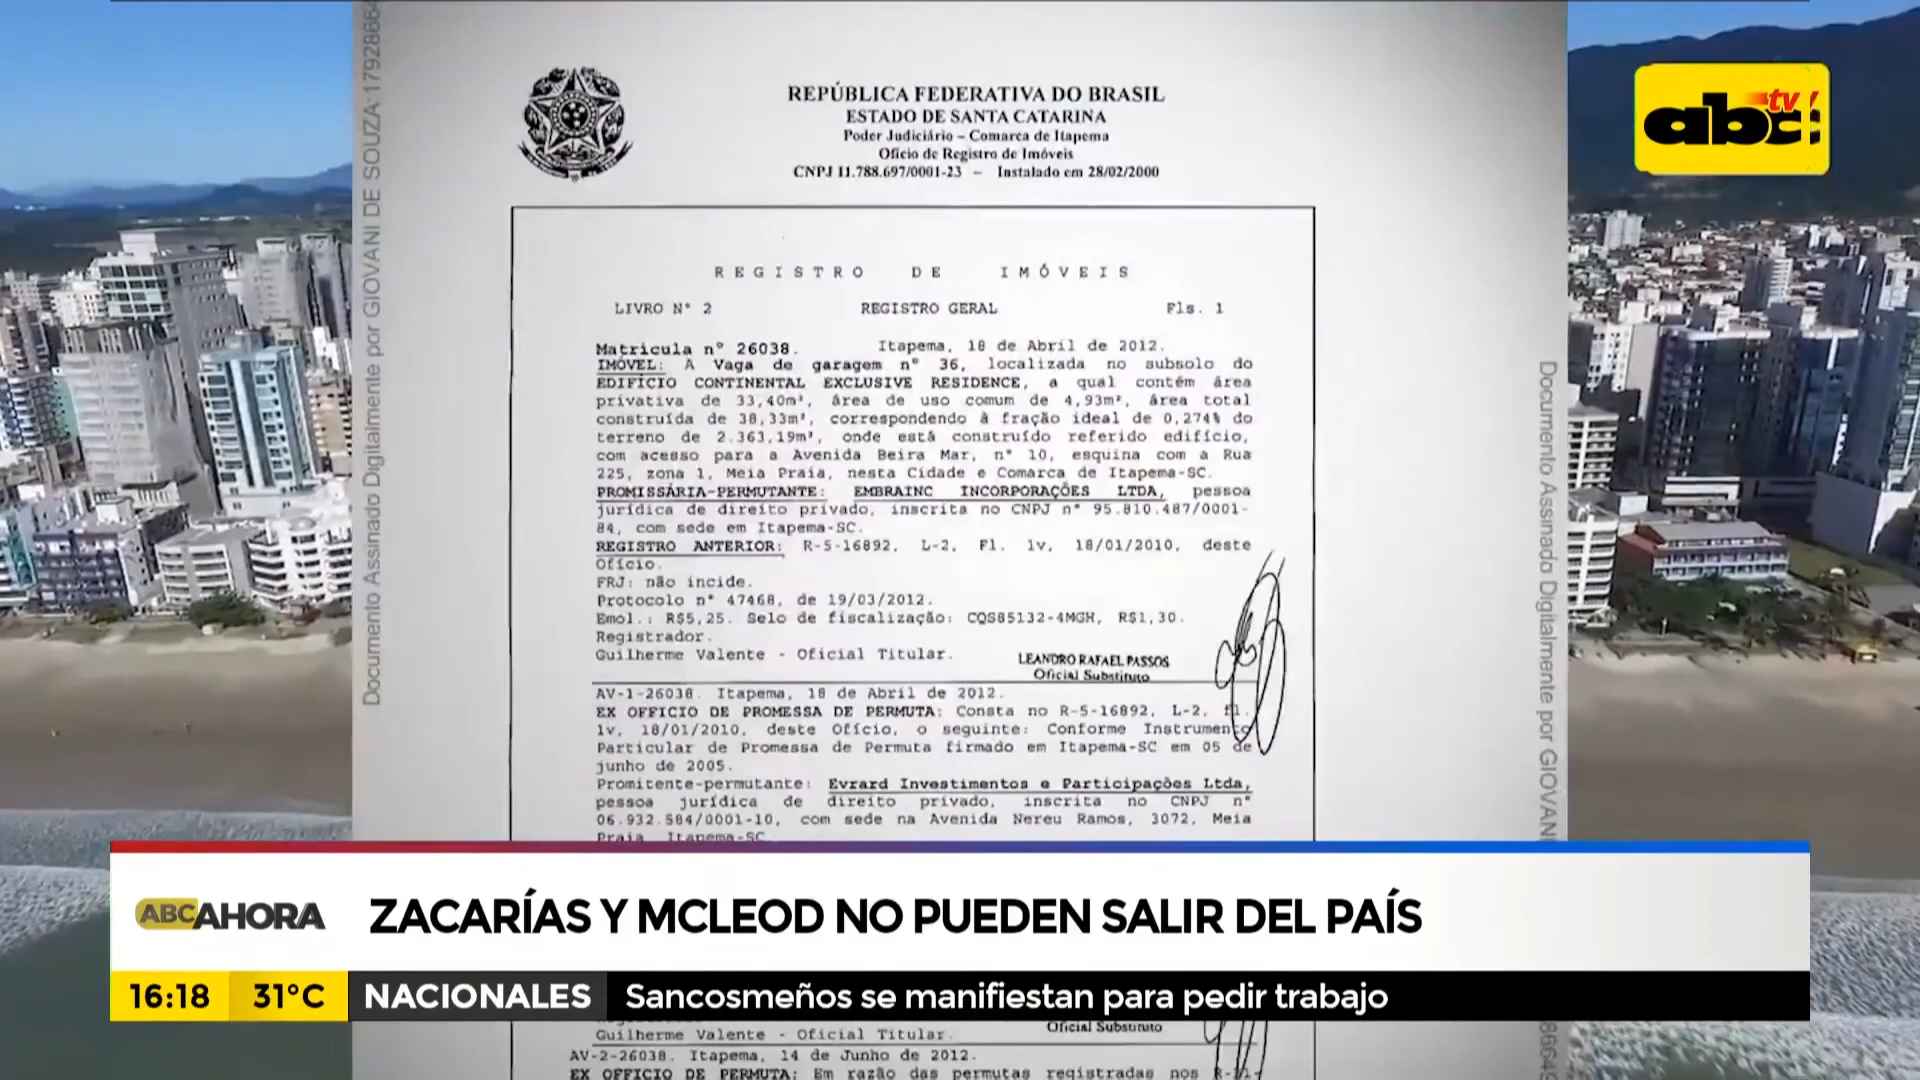 REPÚBLICA FEDERATIVA DO BRASIL
ESTADO DE SANTA CATARINA
Poder Judiciário – Comarca de Itapema
Ofício de Registro de Imóveis
CNPJ 11.788.697/0001-23 – Instalado em 28/02/2000
abc tv
REGISTRO DE IMÓVEIS
LIVRO Nº 2 REGISTRO GERAL Fls. 1
Matrícula nº 26038. Itapema, 18 de Abril de 2012.
IMÓVEL: A Vaga de garagem nº 36, localizada no subsolo do
EDIFÍCIO CONTINENTAL EXCLUSIVE RESIDENCE, a qual contém área
privativa de 33,40m², área de uso comum de 4,93m², área total
construída de 38,33m², correspondendo à fração ideal de 0,274% do
terreno de 2.363,19m², onde está construído referido edifício,
com acesso para a Avenida Beira Mar, nº 10, esquina com a Rua
225, zona 1, Meia Praia, nesta Cidade e Comarca de Itapema-SC.
PROMISSÁRIA-PERMUTANTE: EMBRAINC INCORPORAÇÕES LTDA, pessoa
jurídica de direito privado, inscrita no CNPJ nº 95.810.487/0001-
84, com sede em Itapema-SC.
REGISTRO ANTERIOR: R-5-16892, L-2, Fl. 1v, 18/01/2010, deste
Ofício.
FRJ: não incide.
Protocolo nº 47468, de 19/03/2012.
Emol.: R$5,25. Selo de fiscalização: CQS85132-4MGH, R$1,30.
Registrador.
Guilherme Valente - Oficial Titular.
LEANDRO RAFAEL PASSOS
Oficial Substituto
AV-1-26038. Itapema, 18 de Abril de 2012.
EX OFFICIO DE PROMESSA DE PERMUTA: Consta no R-5-16892, L-2, fl.
1v, 18/01/2010, deste Ofício, o seguinte: Conforme Instrumento
Particular de Promessa de Permuta firmado em Itapema-SC em 05 de
junho de 2005.
Promitente-permutante: Evrard Investimentos e Participações Ltda,
pessoa jurídica de direito privado, inscrita no CNPJ nº
06.932.584/0001-10, com sede na Avenida Nereu Ramos, 3072, Meia
Praia, Itapema-SC.
Documento Assinado Digitalmente por GIOVANI DE SOUZA:1792866
Documento Assinado Digitalmente por GIOVANI
ABC AHORA ZACARÍAS Y MCLEOD NO PUEDEN SALIR DEL PAÍS
16:18 31°C NACIONALES Sancosmeños se manifiestan para pedir trabajo
Oficial Substituto
Guilherme Valente - Oficial Titular.
AV-2-26038. Itapema, 14 de Junho de 2012.
EX OFFICIO DE PERMUTA: Em razão das permutas registradas nos